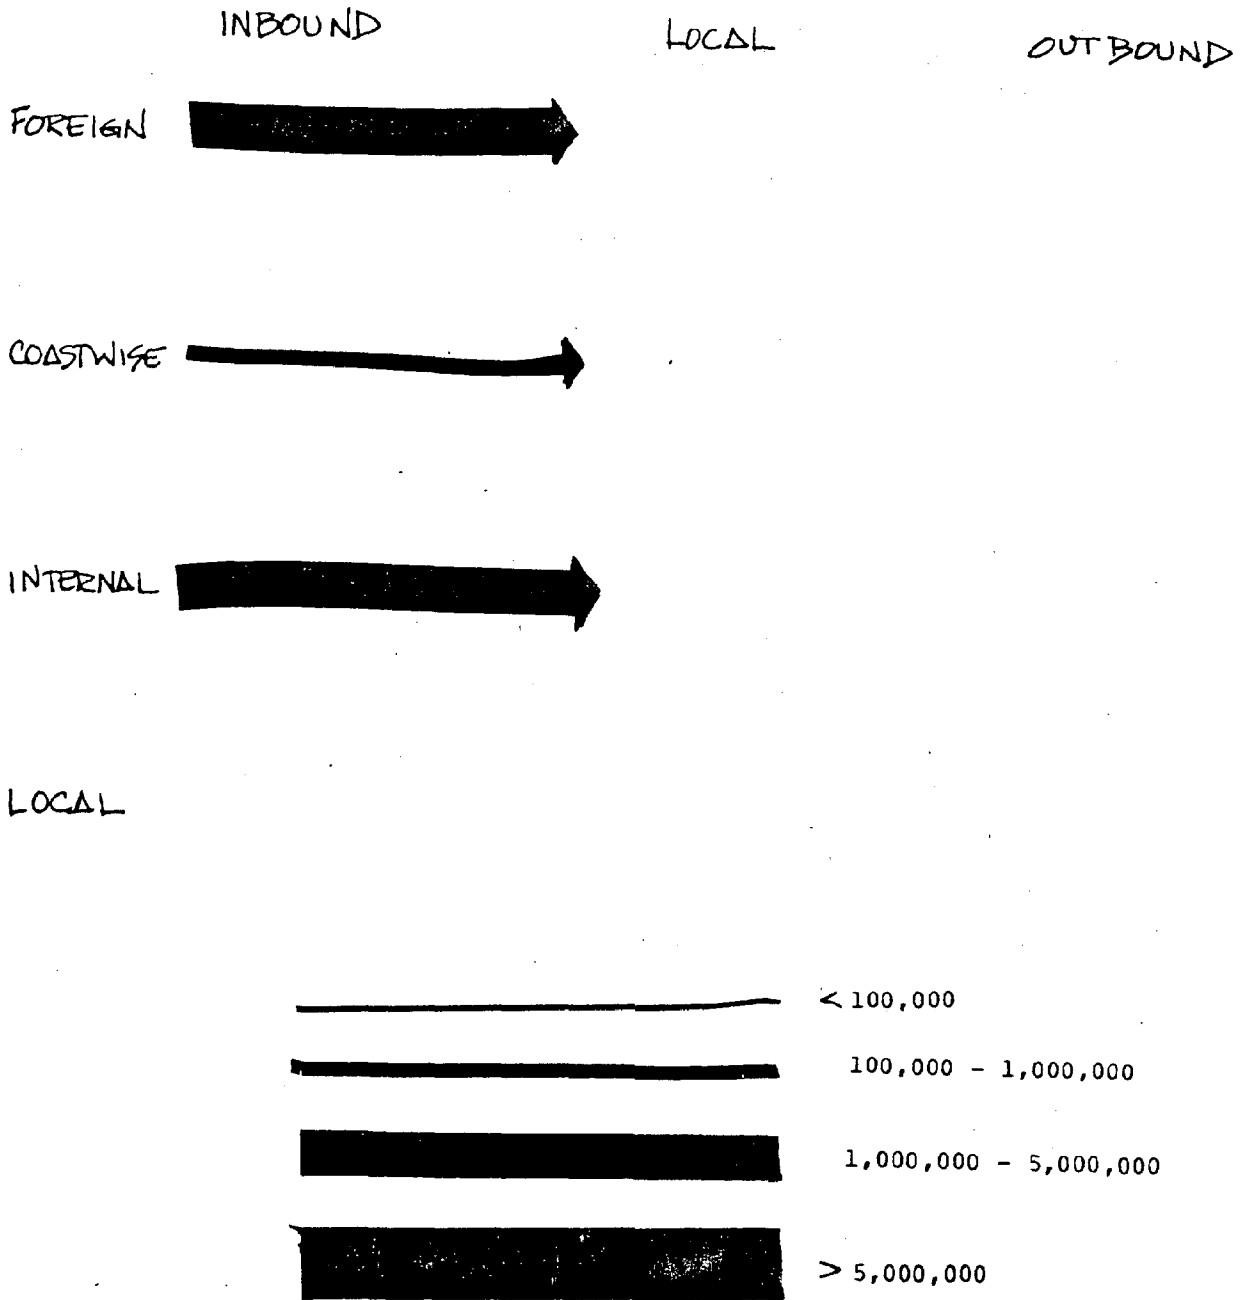 INBOUND LOCAL OUTBOUND
FOREIGN
COASTWISE
INTERNAL
LOCAL
< 100,000
100,000 - 1,000,000
1,000,000 - 5,000,000
> 5,000,000